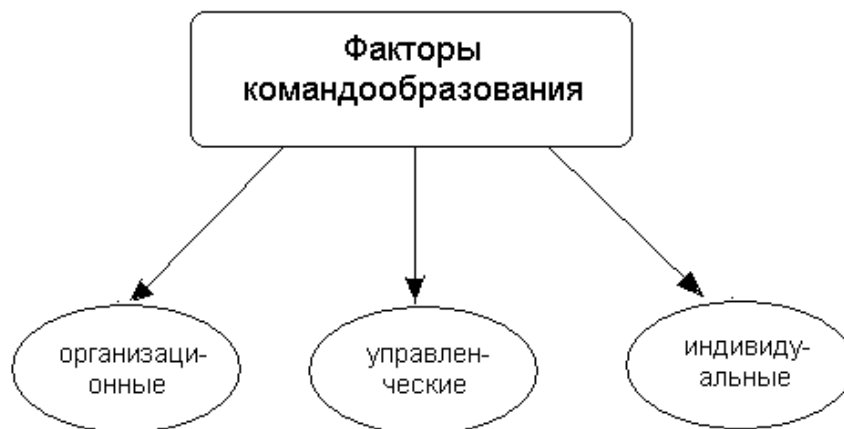 Факторы
командообразования
организаци-
онные
управлен-
ческие
индивиду-
альные